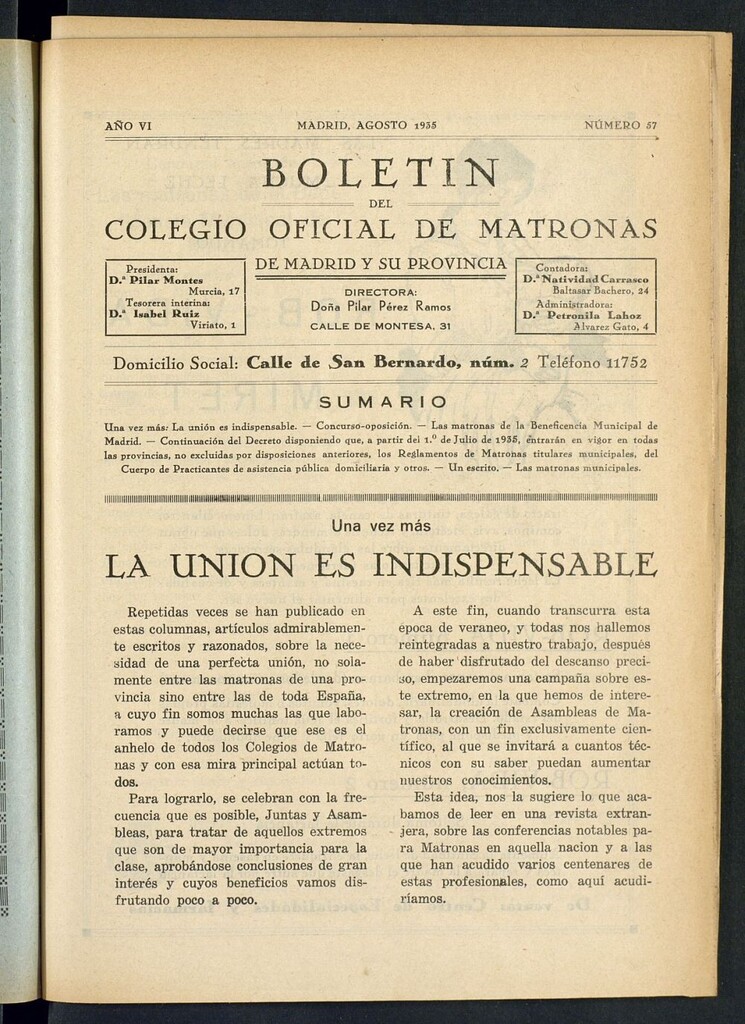 AÑO VI
MADRID, AGOSTO 1935
NÚMERO 57
BOLETIN
DEL
COLEGIO OFICIAL DE MATRONAS
DE MADRID Y SU PROVINCIA
Presidenta:
D.ª Pilar Montes
Murcia, 17
Tesorera interina:
D.ª Isabel Ruiz
Viriato, 1
DIRECTORA:
Doña Pilar Pérez Ramos
CALLE DE MONTESA, 31
Contadora:
D.ª Natividad Carrasco
Baltasar Bachero, 24
Administradora:
D.ª Petronila Lahoz
Alvarez Gato, 4
Domicilio Social: Calle de San Bernardo, núm. 2 Teléfono 11752
SUMARIO
Una vez más: La unión es indispensable. — Concurso-oposición. — Las matronas de la Beneficencia Municipal de
Madrid. — Continuación del Decreto disponiendo que, a partir del 1.º de Julio de 1935, entrarán en vigor en todas
las provincias, no excluidas por disposiciones anteriores, los Reglamentos de Matronas titulares municipales, del
Cuerpo de Practicantes de asistencia pública domiciliaria y otros. — Un escrito. — Las matronas municipales.
Una vez más
LA UNION ES INDISPENSABLE
Repetidas veces se han publicado en
estas columnas, artículos admirablemen-
te escritos y razonados, sobre la nece-
sidad de una perfecta unión, no sola-
mente entre las matronas de una pro-
vincia sino entre las de toda España,
a cuyo fin somos muchas las que labo-
ramos y puede decirse que ese es el
anhelo de todos los Colegios de Matro-
nas y con esa mira principal actúan to-
dos.
Para lograrlo, se celebran con la fre-
cuencia que es posible, Juntas y Asam-
bleas, para tratar de aquellos extremos
que son de mayor importancia para la
clase, aprobándose conclusiones de gran
interés y cuyos beneficios vamos dis-
frutando poco a poco.
A este fin, cuando transcurra esta
epoca de veraneo, y todas nos hallemos
reintegradas a nuestro trabajo, después
de haber disfrutado del descanso preci-
so, empezaremos una campaña sobre es-
te extremo, en la que hemos de intere-
sar, la creación de Asambleas de Ma-
tronas, con un fin exclusivamente cien-
tífico, al que se invitará a cuantos téc-
nicos con su saber puedan aumentar
nuestros conocimientos.
Esta idea, nos la sugiere lo que aca-
bamos de leer en una revista extran-
jera, sobre las conferencias notables pa-
ra Matronas en aquella nacion y a las
que han acudido varios centenares de
estas profesionales, como aquí acudi-
ríamos.